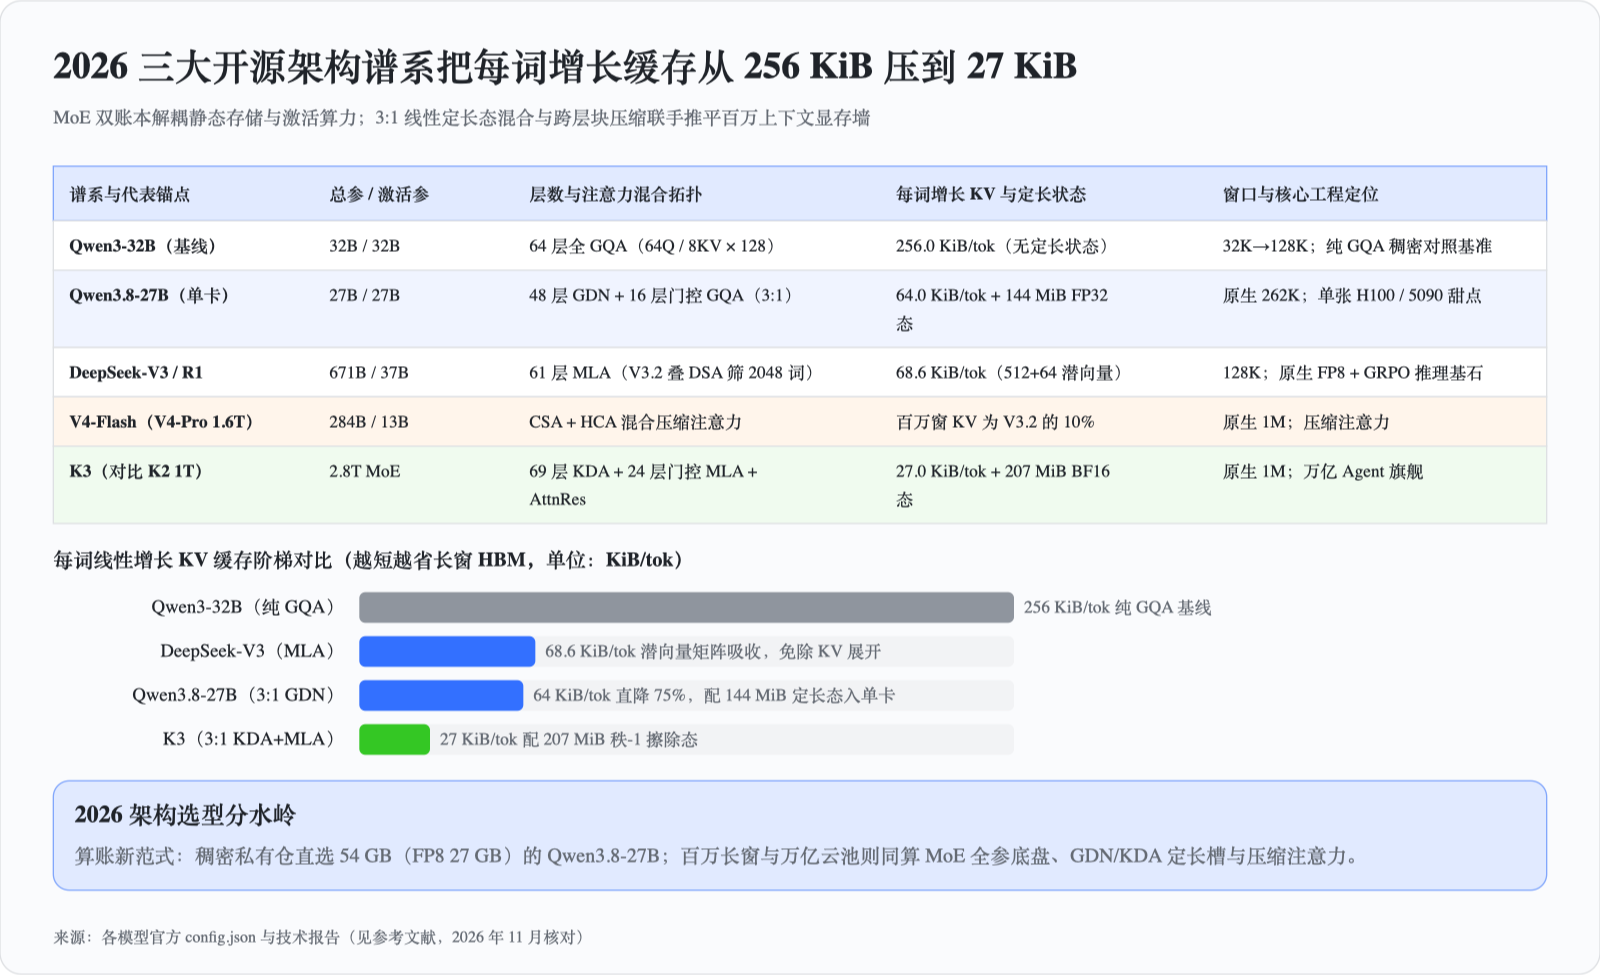 2026 三大开源架构谱系把每词增长缓存从 256 KiB 压到 27 KiB
MoE 双账本解耦静态存储与激活算力；3:1 线性定长态混合与跨层块压缩联手推平百万上下文显存墙
谱系与代表锚点 总参 / 激活参 层数与注意力混合拓扑 每词增长 KV 与定长状态 窗口与核心工程定位
Qwen3-32B（基线） 32B / 32B 64 层全 GQA（64Q / 8KV × 128） 256.0 KiB/tok（无定长状态） 32K→128K；纯 GQA 稠密对照基准
Qwen3.8-27B（单卡） 27B / 27B 48 层 GDN + 16 层门控 GQA（3:1） 64.0 KiB/tok + 144 MiB FP32 原生 262K；单张 H100 / 5090 甜点
态
DeepSeek-V3 / R1 671B / 37B 61 层 MLA（V3.2 叠 DSA 筛 2048 词） 68.6 KiB/tok（512+64 潜向量） 128K；原生 FP8 + GRPO 推理基石
V4-Flash（V4-Pro 1.6T） 284B / 13B CSA + HCA 混合压缩注意力 百万窗 KV 为 V3.2 的 10% 原生 1M；压缩注意力
K3（对比 K2 1T） 2.8T MoE 69 层 KDA + 24 层门控 MLA + 27.0 KiB/tok + 207 MiB BF16 原生 1M；万亿 Agent 旗舰
AttnRes 态
每词线性增长 KV 缓存阶梯对比（越短越省长窗 HBM，单位：KiB/tok）
Qwen3-32B（纯 GQA） 256 KiB/tok 纯 GQA 基线
DeepSeek-V3（MLA） 68.6 KiB/tok 潜向量矩阵吸收，免除 KV 展开
Qwen3.8-27B（3:1 GDN） 64 KiB/tok 直降 75%，配 144 MiB 定长态入单卡
K3（3:1 KDA+MLA） 27 KiB/tok 配 207 MiB 秩-1 擦除态
2026 架构选型分水岭
算账新范式：稠密私有仓直选 54 GB（FP8 27 GB）的 Qwen3.8-27B；百万长窗与万亿云池则同算 MoE 全参底盘、GDN/KDA 定长槽与压缩注意力。
来源：各模型官方 config.json 与技术报告（见参考文献，2026 年 11 月核对）